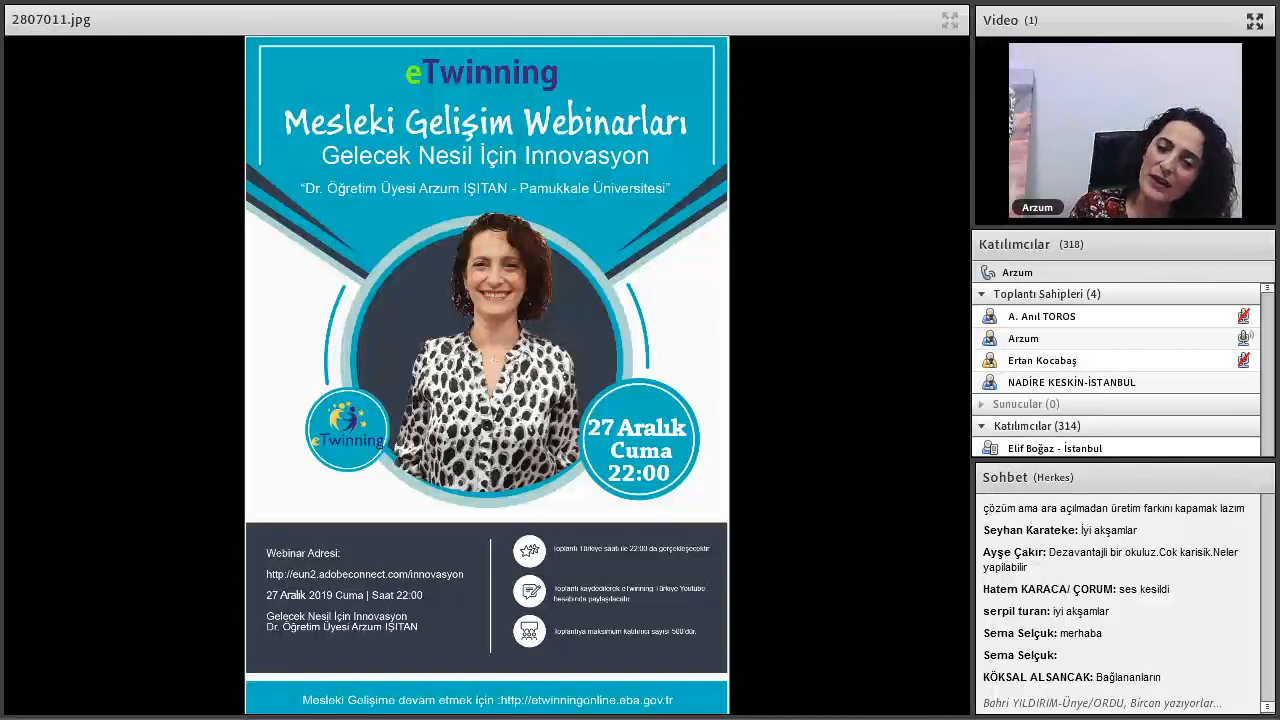 2807011.jpg
eTwinning
Mesleki Gelişim Webinarları
Gelecek Nesil İçin Innovasyon
“Dr. Öğretim Üyesi Arzum IŞITAN - Pamukkale Üniversitesi”
eTwinning
27 Aralık
Cuma
22:00
Webinar Adresi:
http://eun2.adobeconnect.com/innovasyon
27 Aralık 2019 Cuma | Saat 22:00
Gelecek Nesil İçin Innovasyon
Dr. Öğretim Üyesi Arzum IŞITAN
Toplantı Türkiye saati ile 22:00 da gerçekleşecektir
Toplantı kaydedilerek eTwinning Türkiye Youtube
hesabında paylaşılacaktır.
Toplantıya maksimum katılımcı sayısı 500'dür.
Mesleki Gelişime devam etmek için :http://etwinningonline.eba.gov.tr
Video (1)
Arzum
Katılımcılar (318)
Arzum
Toplantı Sahipleri (4)
A. Anıl TOROS
Arzum
Ertan Kocabaş
NADİRE KESKİN-İSTANBUL
Sunucular (0)
Katılımcılar (314)
Elif Boğaz - İstanbul
Sohbet (Herkes)
çözüm ama ara açılmadan üretim farkını kapamak lazım
Seyhan Karateke: İyi akşamlar
Ayşe Çakır: Dezavantajli bir okuluz.Cok karisik.Neler
yapilabilir
Hatem KARACA/ ÇORUM: ses kesildi
serpil turan: iyi akşamlar
Sema Selçuk: merhaba
Sema Selçuk:
KÖKSAL ALSANCAK: Bağlananların
Bahri YILDIRIM-Ünye/ORDU, Bircan yazıyorlar...